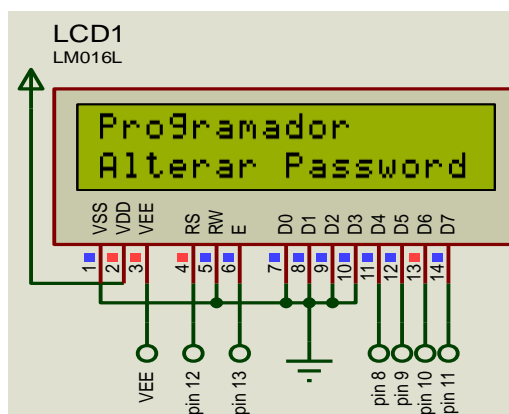 LCD1
LM016L
Programador
Alterar Password
VSS VDD VEE RS RW E D0 D1 D2 D3 D4 D5 D6 D7
1 2 3 4 5 6 7 8 9 10 11 12 13 14
VEE pin 12 pin 13 pin 8 pin 9 pin 10 pin 11